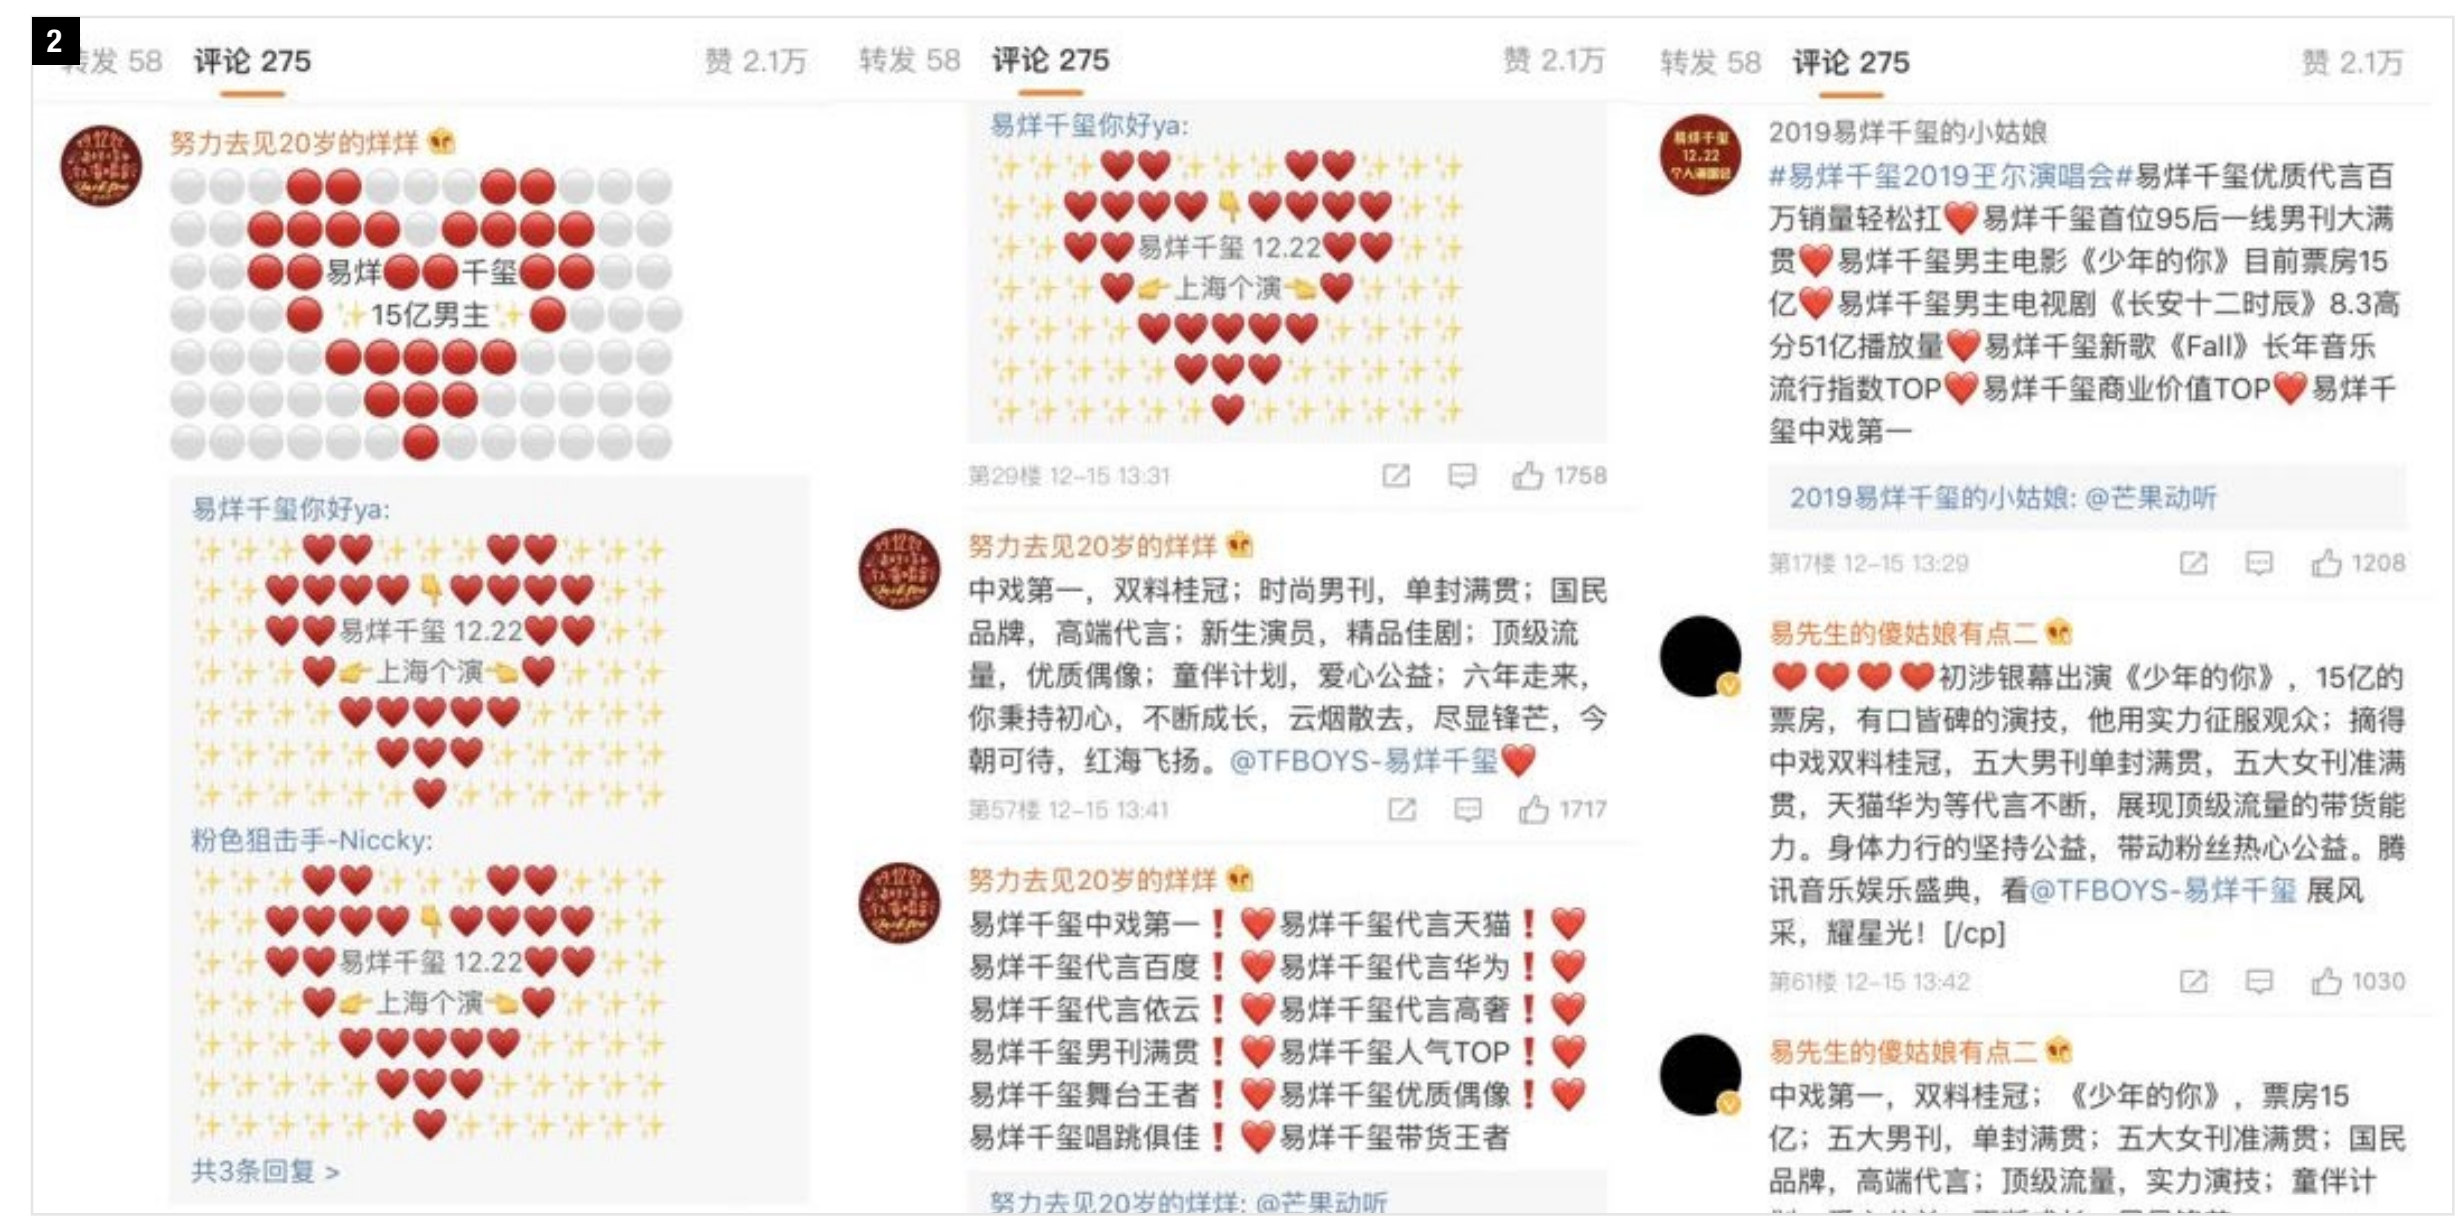 2
转发 58 评论 275 赞 2.1万
努力去见20岁的烊烊
易烊 千玺
15亿男主
易烊千玺你好ya:
易烊千玺 12.22
上海个演
粉色狙击手-Niccky:
易烊千玺 12.22
上海个演
共3条回复 >
转发 58 评论 275 赞 2.1万
易烊千玺你好ya:
易烊千玺 12.22
上海个演
第29楼 12-15 13:31 1758
努力去见20岁的烊烊
中戏第一，双料桂冠；时尚男刊，单封满贯；国民
品牌，高端代言；新生演员，精品佳剧；顶级流
量，优质偶像；童伴计划，爱心公益；六年走来，
你秉持初心，不断成长，云烟散去，尽显锋芒，今
朝可待，红海飞扬。@TFBOYS-易烊千玺❤️
第57楼 12-15 13:41 1717
努力去见20岁的烊烊
易烊千玺中戏第一❗❤️易烊千玺代言天猫❗❤️
易烊千玺代言百度❗❤️易烊千玺代言华为❗❤️
易烊千玺代言依云❗❤️易烊千玺代言高奢❗❤️
易烊千玺男刊满贯❗❤️易烊千玺人气TOP❗❤️
易烊千玺舞台王者❗❤️易烊千玺优质偶像❗❤️
易烊千玺唱跳俱佳❗❤️易烊千玺带货王者
努力去见20岁的烊烊: @芒果动听
转发 58 评论 275 赞 2.1万
易烊千玺
12.22
2019易烊千玺的小姑娘
#易烊千玺2019玊尔演唱会#易烊千玺优质代言百
万销量轻松扛❤️易烊千玺首位95后一线男刊大满
贯❤️易烊千玺男主电影《少年的你》目前票房15
亿❤️易烊千玺男主电视剧《长安十二时辰》8.3高
分51亿播放量❤️易烊千玺新歌《Fall》长年音乐
流行指数TOP❤️易烊千玺商业价值TOP❤️易烊千
玺中戏第一
2019易烊千玺的小姑娘: @芒果动听
第17楼 12-15 13:29 1208
易先生的傻姑娘有点二
❤️❤️❤️❤️初涉银幕出演《少年的你》，15亿的
票房，有口皆碑的演技，他用实力征服观众；摘得
中戏双料桂冠，五大男刊单封满贯，五大女刊准满
贯，天猫华为等代言不断，展现顶级流量的带货能
力。身体力行的坚持公益，带动粉丝热心公益。腾
讯音乐娱乐盛典，看@TFBOYS-易烊千玺 展风
采，耀星光！[/cp]
第61楼 12-15 13:42 1030
易先生的傻姑娘有点二
中戏第一，双料桂冠；《少年的你》，票房15
亿；五大男刊，单封满贯；五大女刊准满贯；国民
品牌，高端代言；顶级流量，实力演技；童伴计